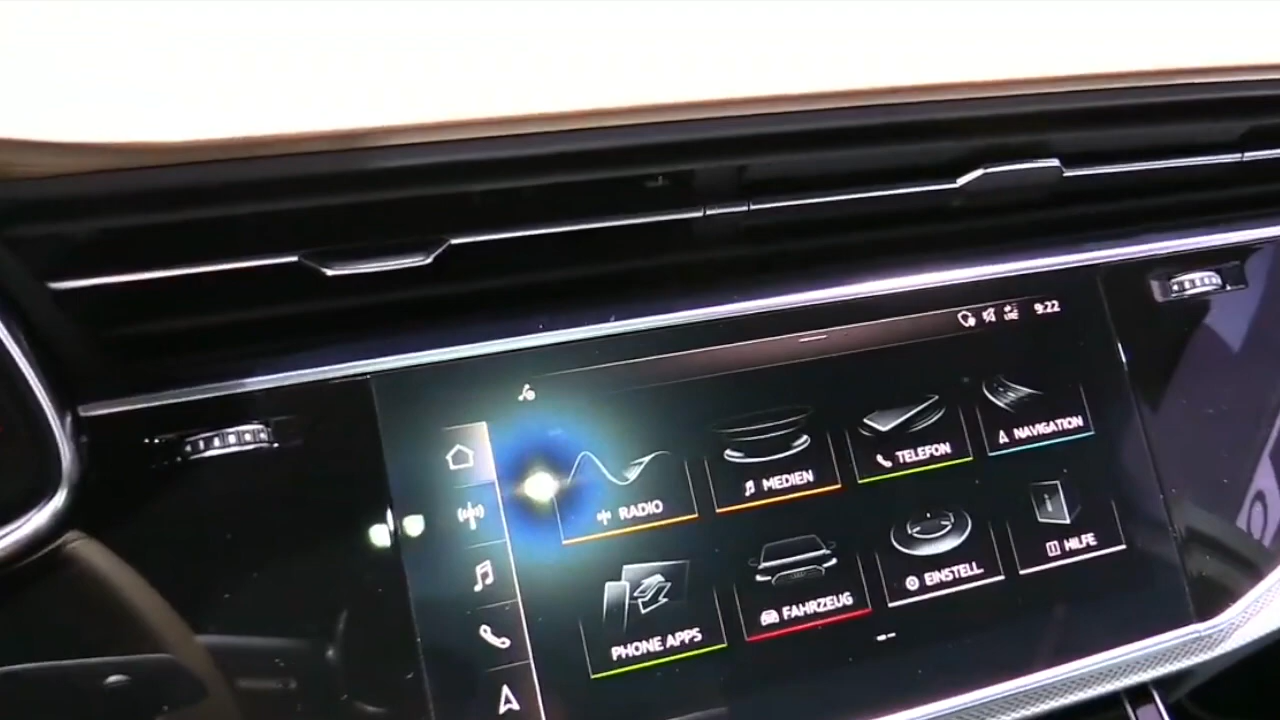 9:22
RADIO
MEDIEN
TELEFON
NAVIGATION
PHONE APPS
FAHRZEUG
EINSTELL.
HILFE